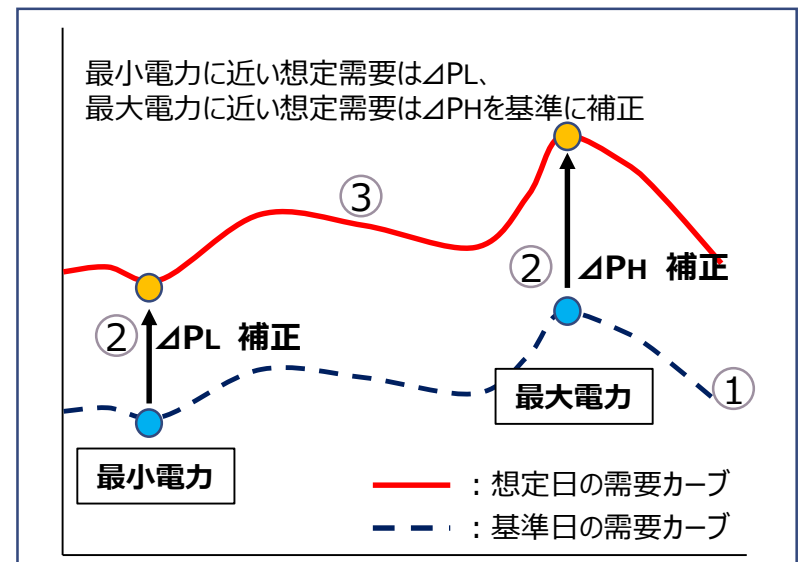 最小電力に近い想定需要は⊿PL、
最大電力に近い想定需要は⊿PHを基準に補正
③
② ⊿PH 補正
② ⊿PL 補正
①
最大電力
最小電力
：想定日の需要カーブ
：基準日の需要カーブ